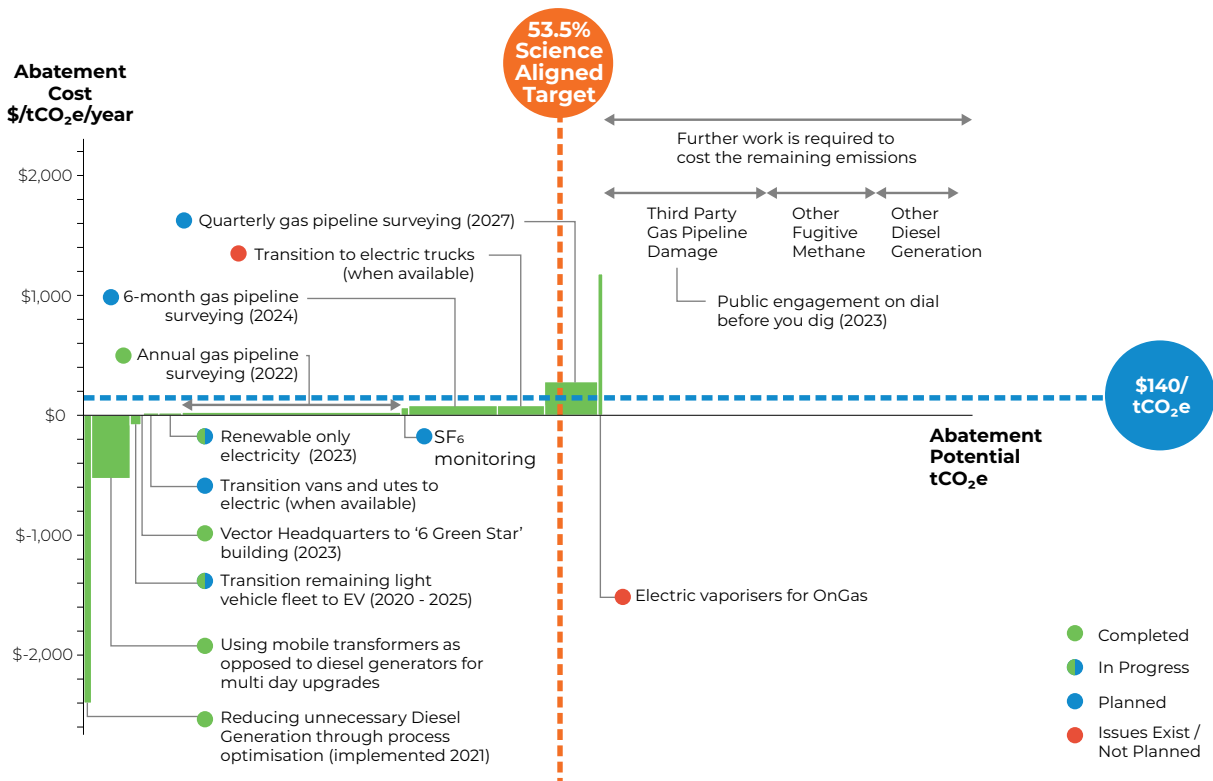 53.5%
Science
Aligned
Target
Abatement
Cost
$/tCO₂e/year
Further work is required to
cost the remaining emissions
$2,000
$1,000
$0
$-1,000
$-2,000
Quarterly gas pipeline surveying (2027)
Transition to electric trucks
(when available)
6-month gas pipeline
surveying (2024)
Annual gas pipeline
surveying (2022)
Third Party
Gas Pipeline
Damage
Other
Fugitive
Methane
Other
Diesel
Generation
Public engagement on dial
before you dig (2023)
$140/
tCO₂e
Renewable only
electricity (2023)
SF₆
monitoring
Abatement
Potential
tCO₂e
Transition vans and utes to
electric (when available)
Vector Headquarters to ‘6 Green Star’
building (2023)
Transition remaining light
vehicle fleet to EV (2020 - 2025)
Electric vaporisers for OnGas
Using mobile transformers as
opposed to diesel generators for
multi day upgrades
Reducing unnecessary Diesel
Generation through process
optimisation (implemented 2021)
Completed
In Progress
Planned
Issues Exist /
Not Planned